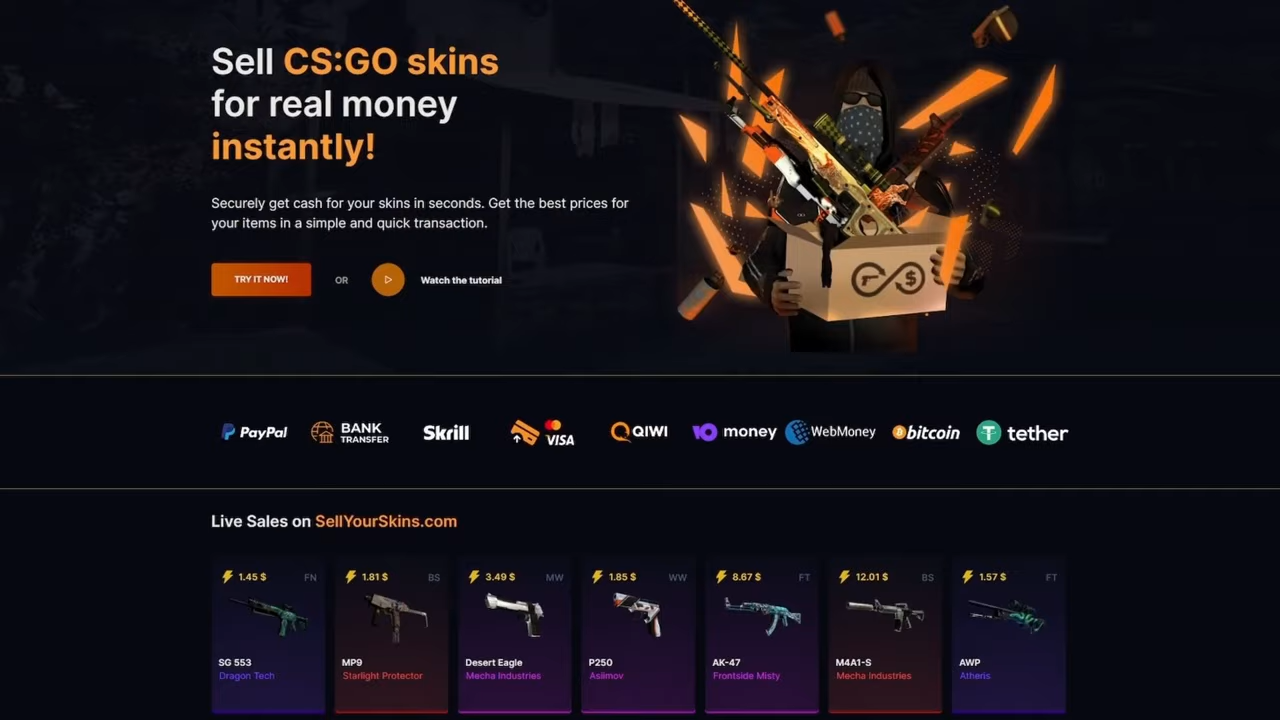 Sell CS:GO skins
for real money
instantly!
Securely get cash for your skins in seconds. Get the best prices for
your items in a simple and quick transaction.
TRY IT NOW!
OR
Watch the tutorial
$
PayPal
BANK
TRANSFER
Skrill
VISA
QIWI
IO money
WebMoney
bitcoin
tether
Live Sales on SellYourSkins.com
1.45 $ FN
SG 553
Dragon Tech
1.81 $ BS
MP9
Starlight Protector
3.49 $ MW
Desert Eagle
Mecha Industries
1.85 $ WW
P250
Asiimov
8.67 $ FT
AK-47
Frontside Misty
12.01 $ BS
M4A1-S
Mecha Industries
1.57 $ FT
AWP
Atheris